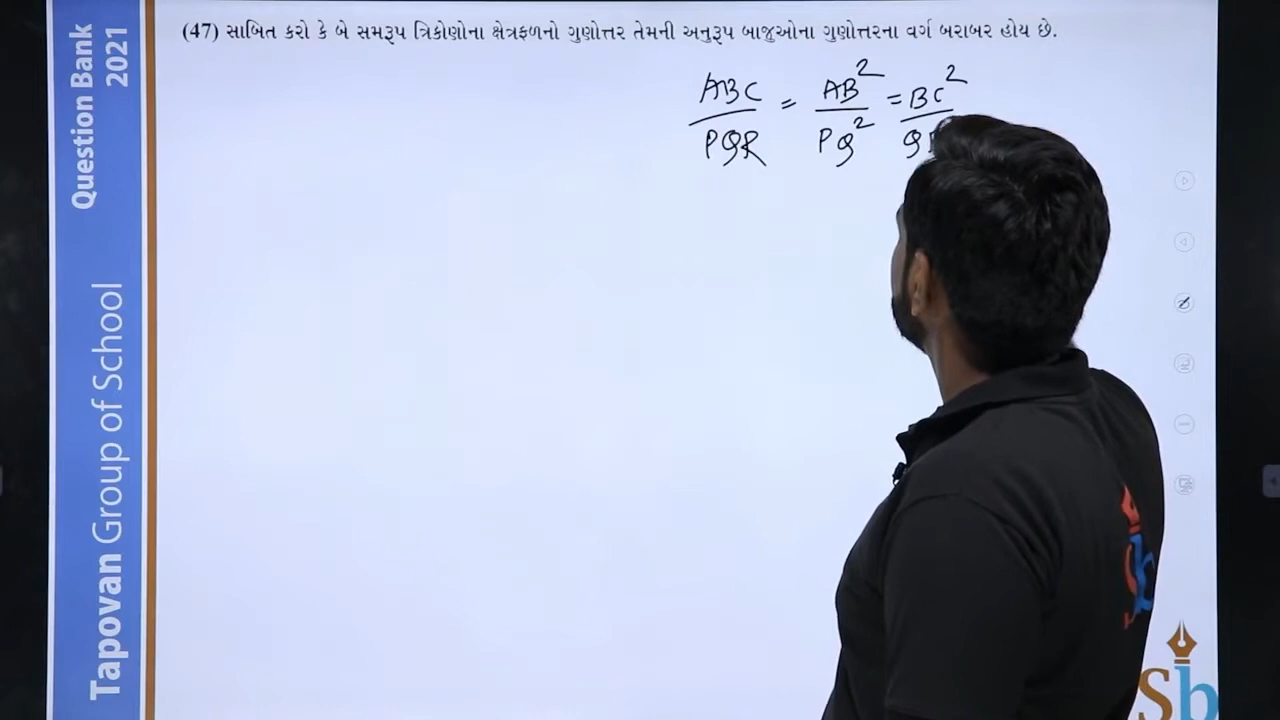 (47) સાબિત કરો કે બે સમરૂપ ત્રિકોણોના ક્ષેત્રફળનો ગુણોત્તર તેમની અનુરૂપ બાજુઓના ગુણોત્તરના વર્ગ બરાબર હોય છે.
ABC / PQR = AB² / PQ² = BC²
Question Bank
2021
Tapovan Group of School
Sb